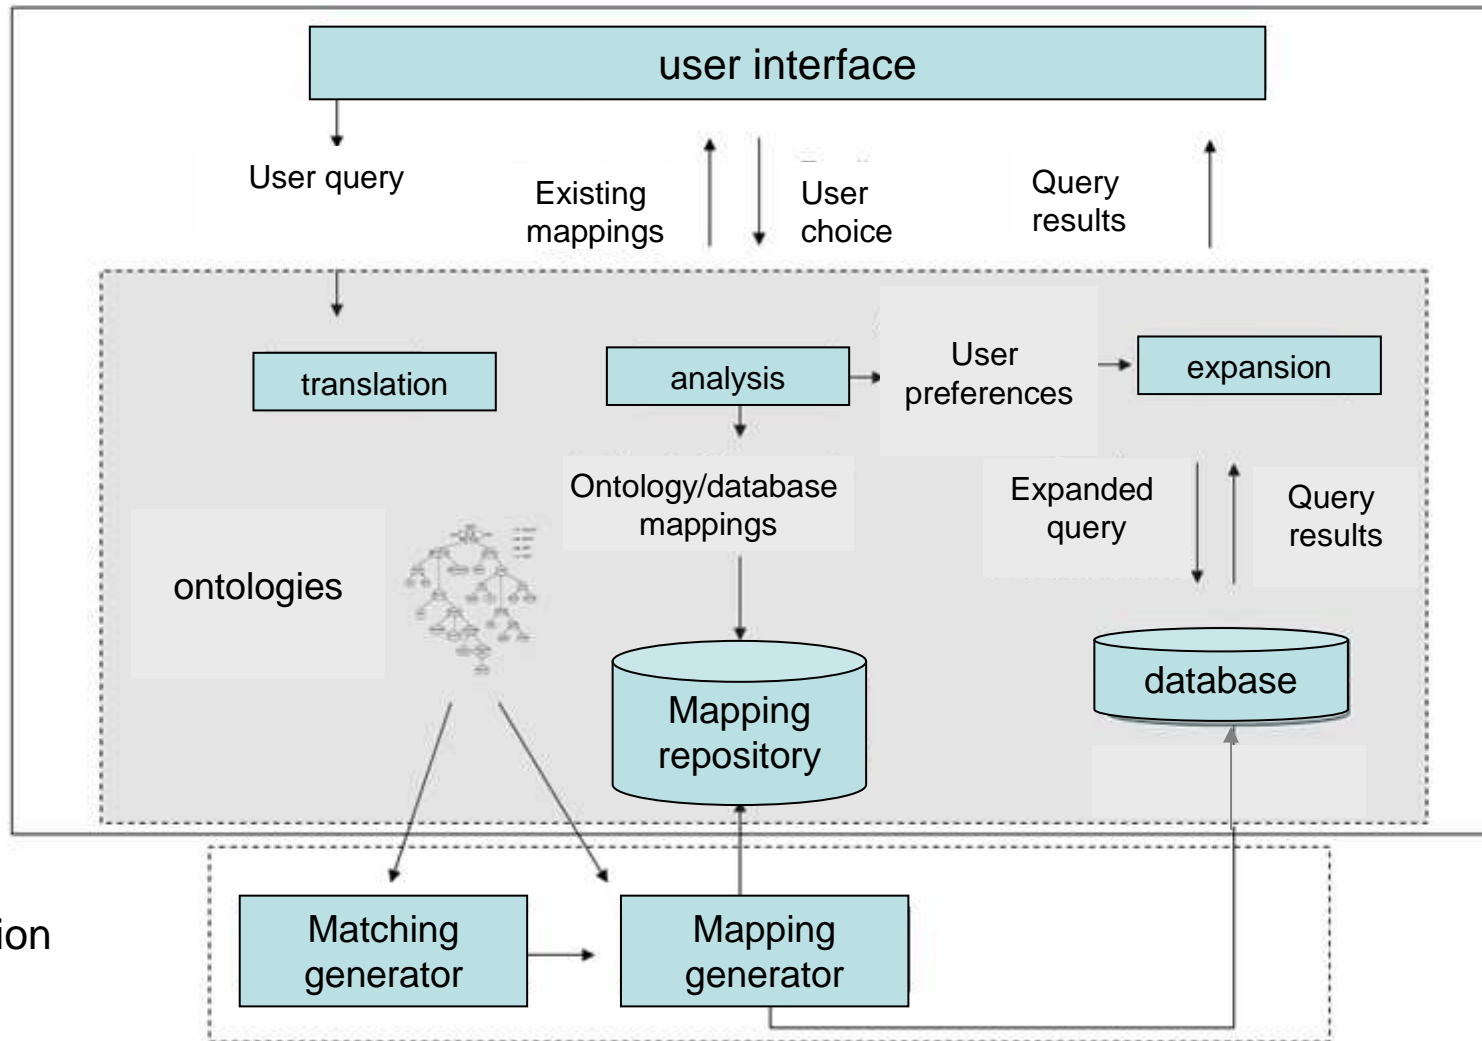 user interface
User query
Existing
mappings
User
choice
Query
results
translation
analysis
User
preferences
expansion
Ontology/database
mappings
Expanded
query
Query
results
ontologies
Mapping
repository
database
ion
Matching
generator
Mapping
generator